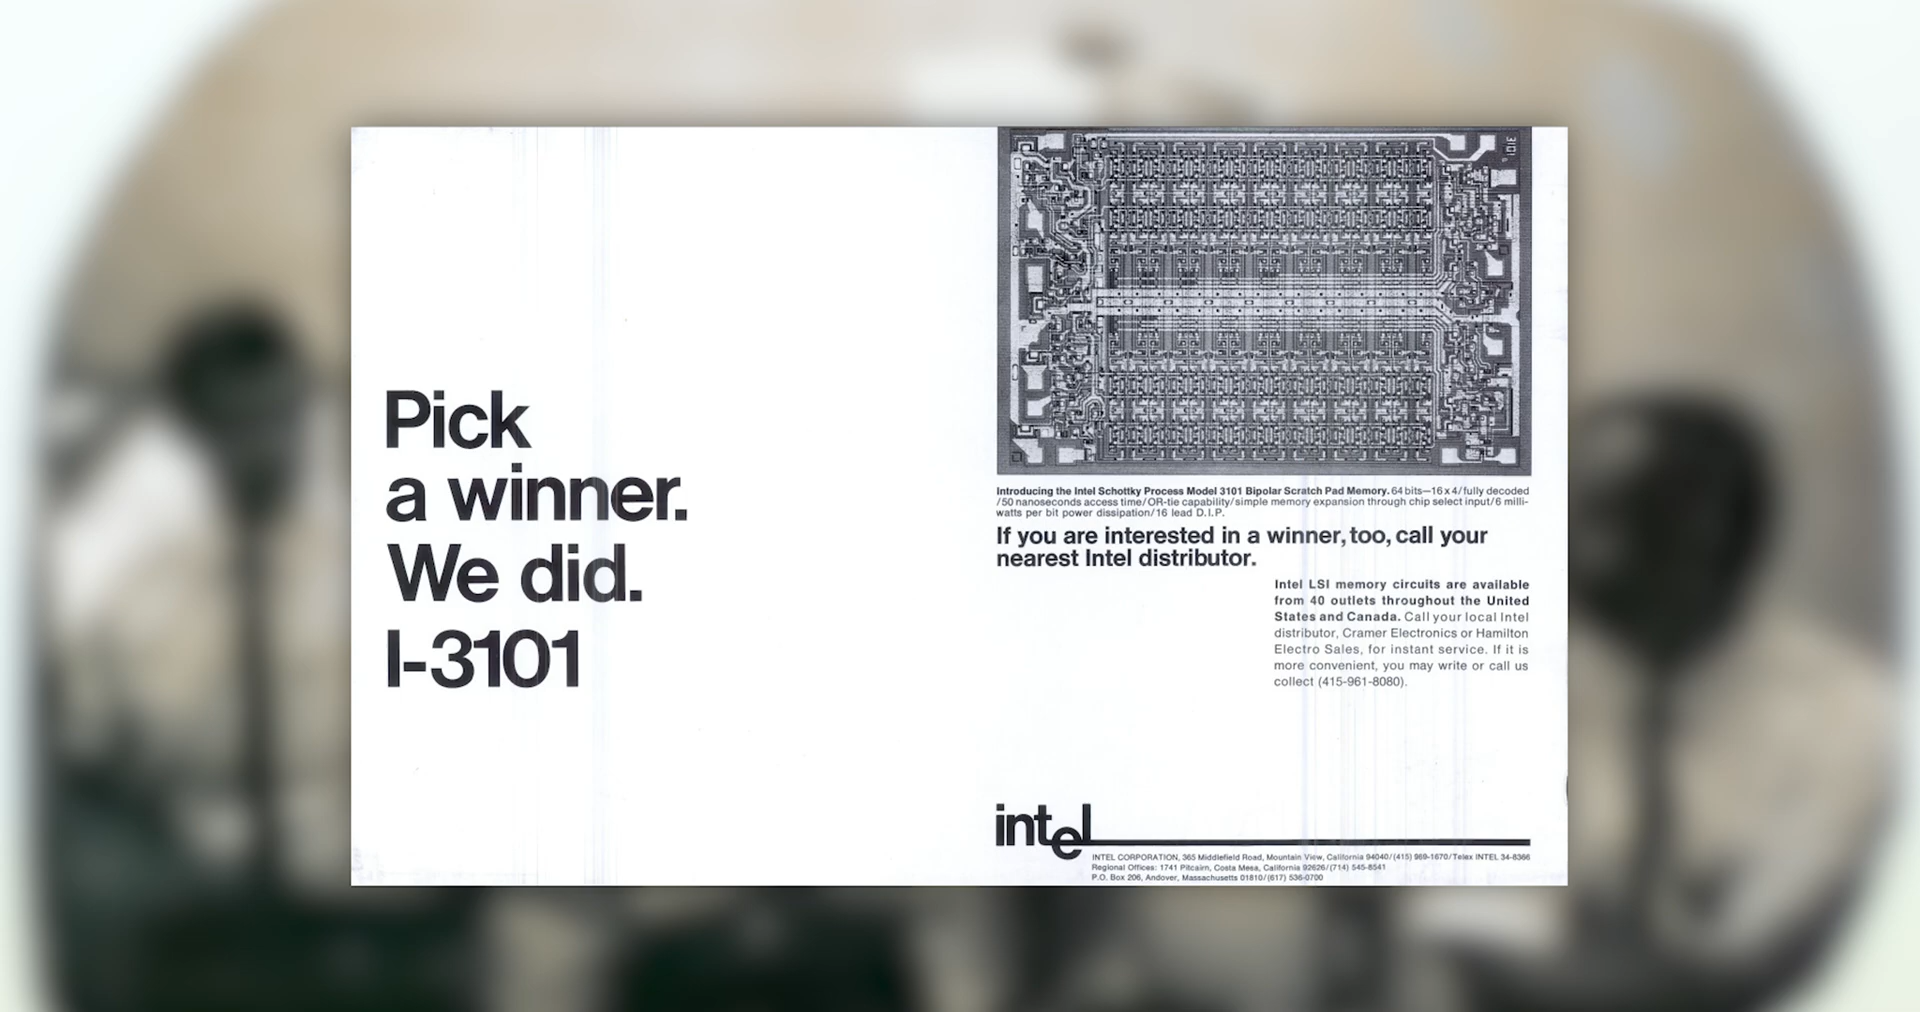 Pick
a winner.
We did.
I-3101
3101
Introducing the Intel Schottky Process Model 3101 Bipolar Scratch Pad Memory. 64 bits—16 x 4/fully decoded
/50 nanoseconds access time/OR-tie capability/simple memory expansion through chip select input/6 milli-
watts per bit power dissipation/16 lead D.I.P.
If you are interested in a winner, too, call your
nearest Intel distributor.
Intel LSI memory circuits are available
from 40 outlets throughout the United
States and Canada. Call your local Intel
distributor, Cramer Electronics or Hamilton
Electro Sales, for instant service. If it is
more convenient, you may write or call us
collect (415-961-8080).
intel
INTEL CORPORATION, 365 Middlefield Road, Mountain View, California 94040/(415) 969-1670/Telex INTEL 34-8366
Regional Offices: 1741 Pitcairn, Costa Mesa, California 92626/(714) 545-8541
P.O. Box 206, Andover, Massachusetts 01810/(617) 536-0700